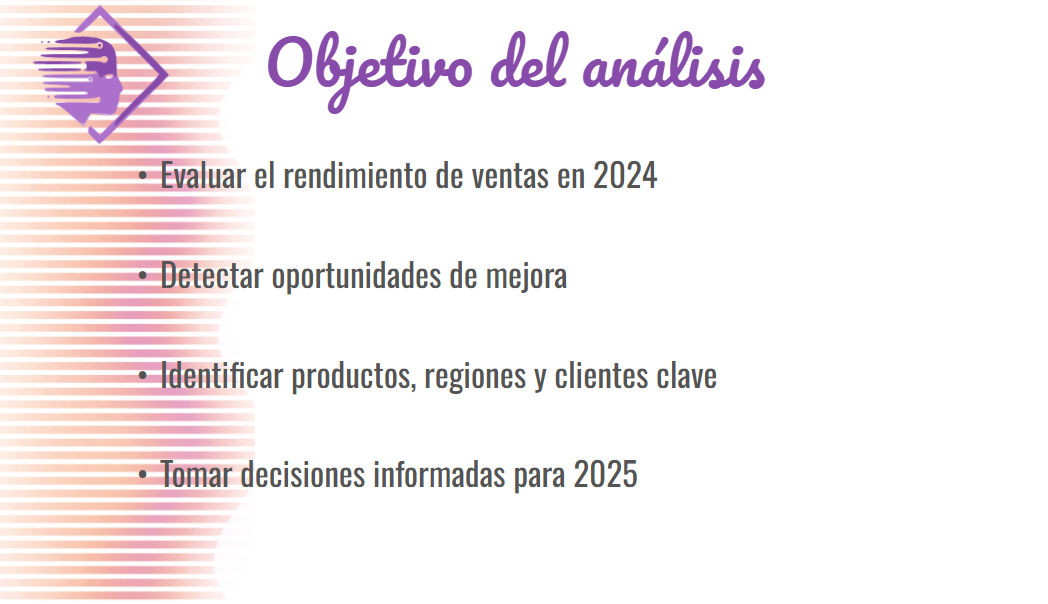 Objetivo del análisis
• Evaluar el rendimiento de ventas en 2024
• Detectar oportunidades de mejora
• Identificar productos, regiones y clientes clave
• Tomar decisiones informadas para 2025